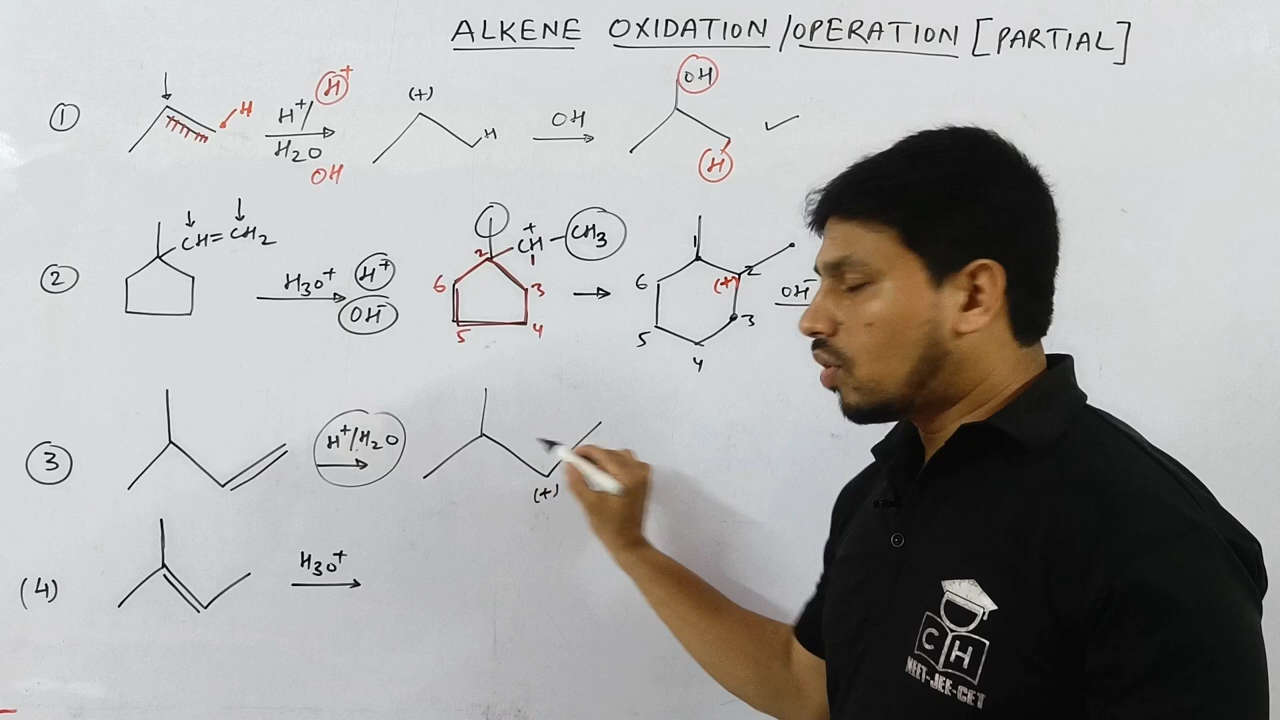 ALKENE OXIDATION / OPERATION [PARTIAL]
① H H⁺/ H⁺ H₂O OH (+) H OH OH H ✓
② CH=CH₂ H₃O⁺ H⁺ OH⁻ + CH – CH₃ 1 2 3 4 5 6 1 2 (+) 3 4 5 6 OH⁻
③ H⁺/H₂O (+)
(4) H₃O⁺
C H
NEET-JEE-CET